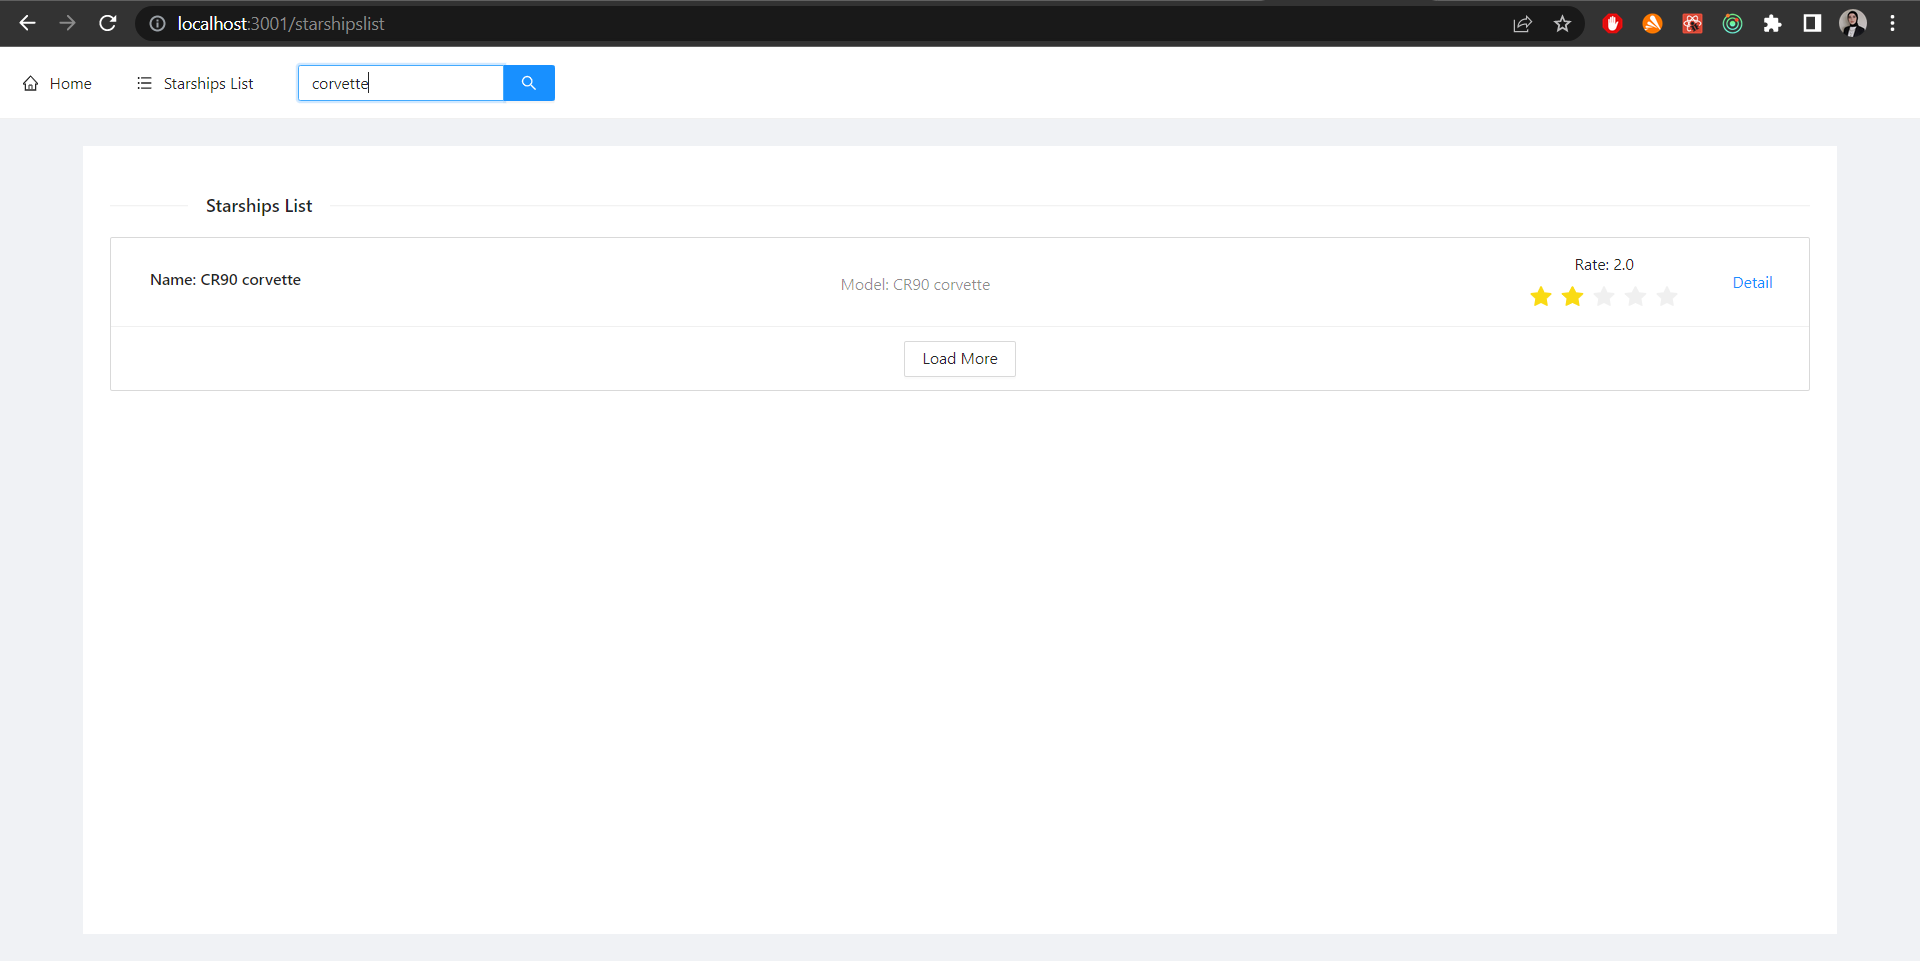 localhost:3001/starshipslist
Home
Starships List
corvette
Starships List
Name: CR90 corvette
Model: CR90 corvette
Rate: 2.0
Detail
Load More